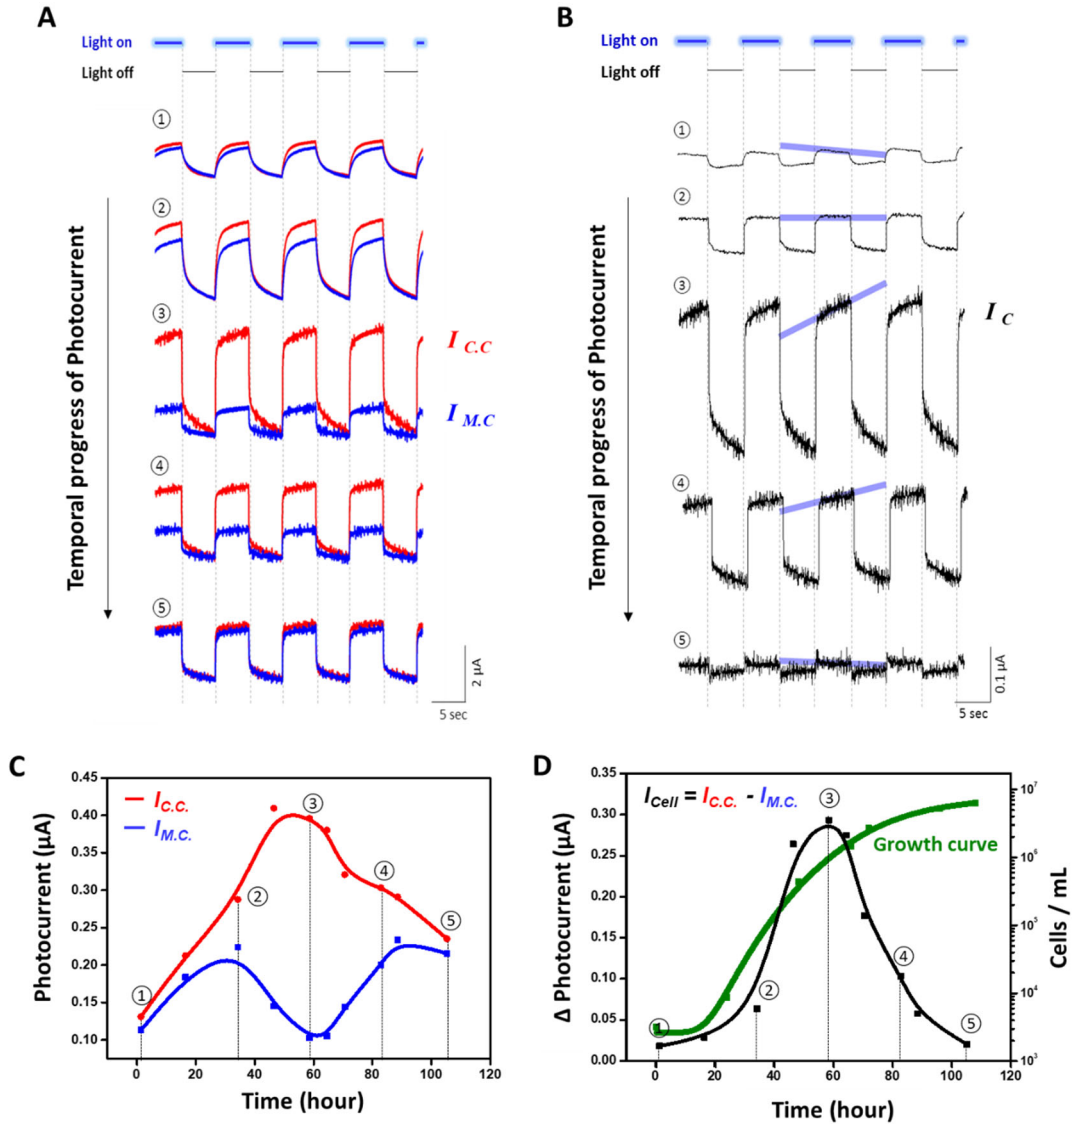 A
Light on
Light off
Temporal progress of Photocurrent
①
②
③
I C.C
I M.C
④
⑤
2 µA
5 sec
B
Light on
Light off
Temporal progress of Photocurrent
①
②
③
I C
④
⑤
0.1 µA
5 sec
C
I C.C.
I M.C.
Photocurrent (µA)
0.45
0.40
0.35
0.30
0.25
0.20
0.15
0.10
①
②
③
④
⑤
0 20 40 60 80 100 120
Time (hour)
D
I Cell = I C.C. - I M.C.
Growth curve
Δ Photocurrent (µA)
0.35
0.30
0.25
0.20
0.15
0.10
0.05
0.00
①
②
③
④
⑤
10⁷
10⁶
10⁵
10⁴
10³
Cells / mL
0 20 40 60 80 100 120
Time (hour)